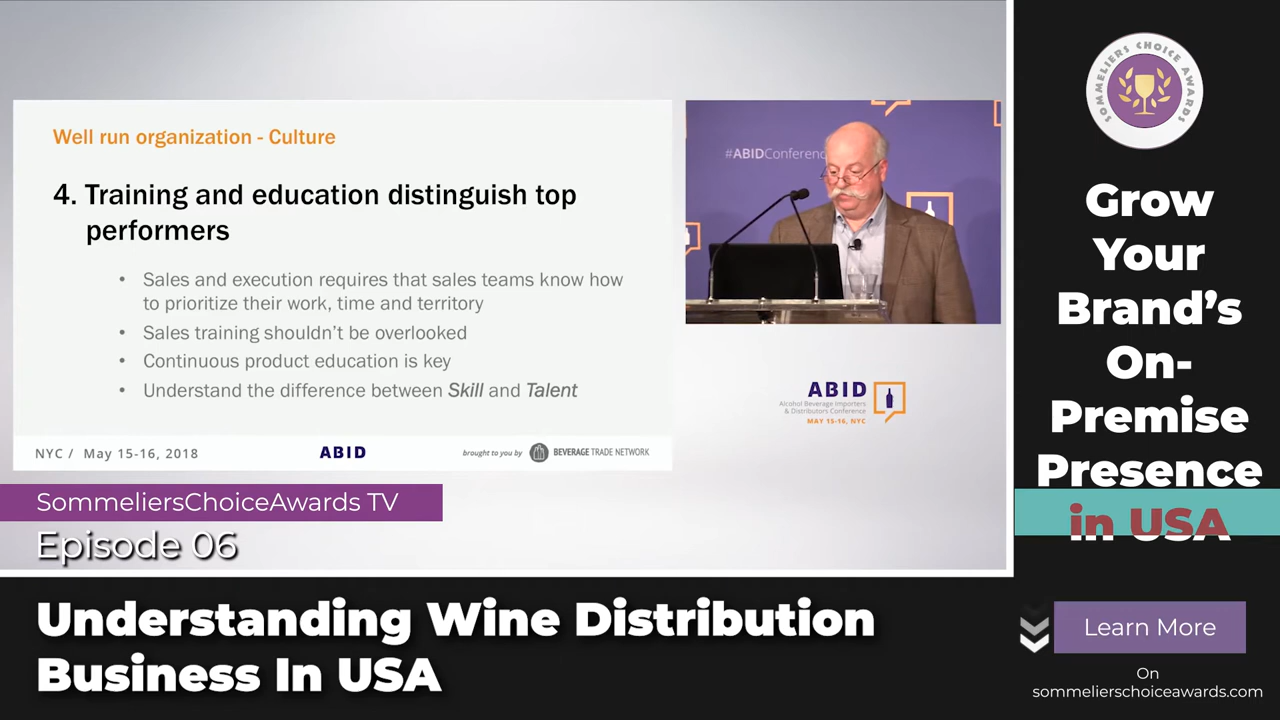 Well run organization - Culture
4. Training and education distinguish top
performers
• Sales and execution requires that sales teams know how
to prioritize their work, time and territory
• Sales training shouldn't be overlooked
• Continuous product education is key
• Understand the difference between Skill and Talent
NYC / May 15-16, 2018
ABID
brought to you by
BEVERAGE TRADE NETWORK
#ABIDConferenc
ABID
Alcohol Beverage Importers
& Distributors Conference
MAY 15-16, NYC
SommeliersChoiceAwards TV
Episode 06
Understanding Wine Distribution
Business In USA
SOMMELIERS CHOICE AWARDS
Grow
Your
Brand’s
On-
Premise
Presence
in USA
Learn More
On
sommelierschoiceawards.com